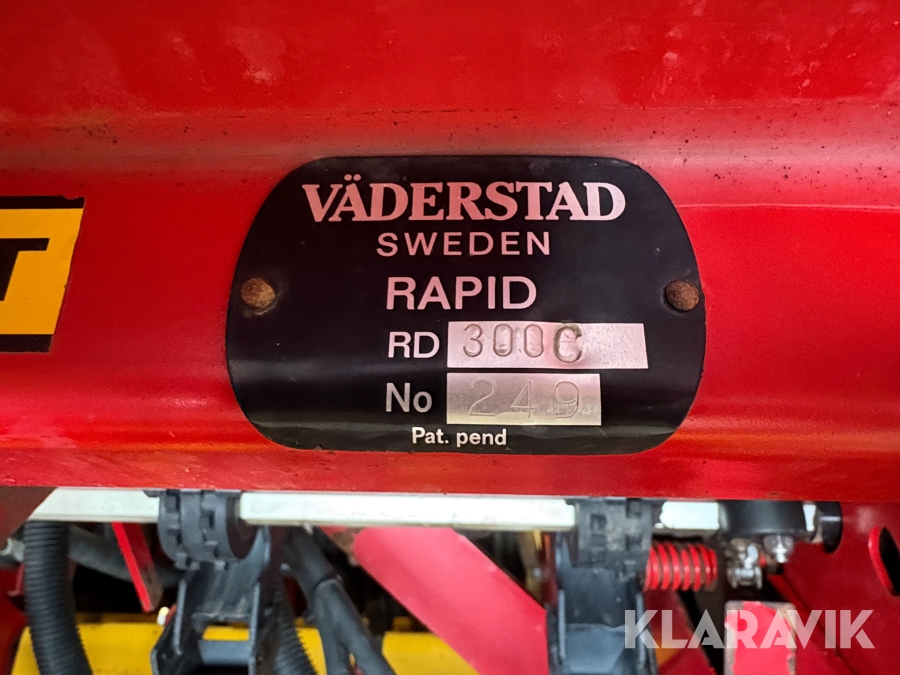 VÄDERSTAD
SWEDEN
RAPID
RD 300C
No 249
Pat. pend
T
KLARAVIK